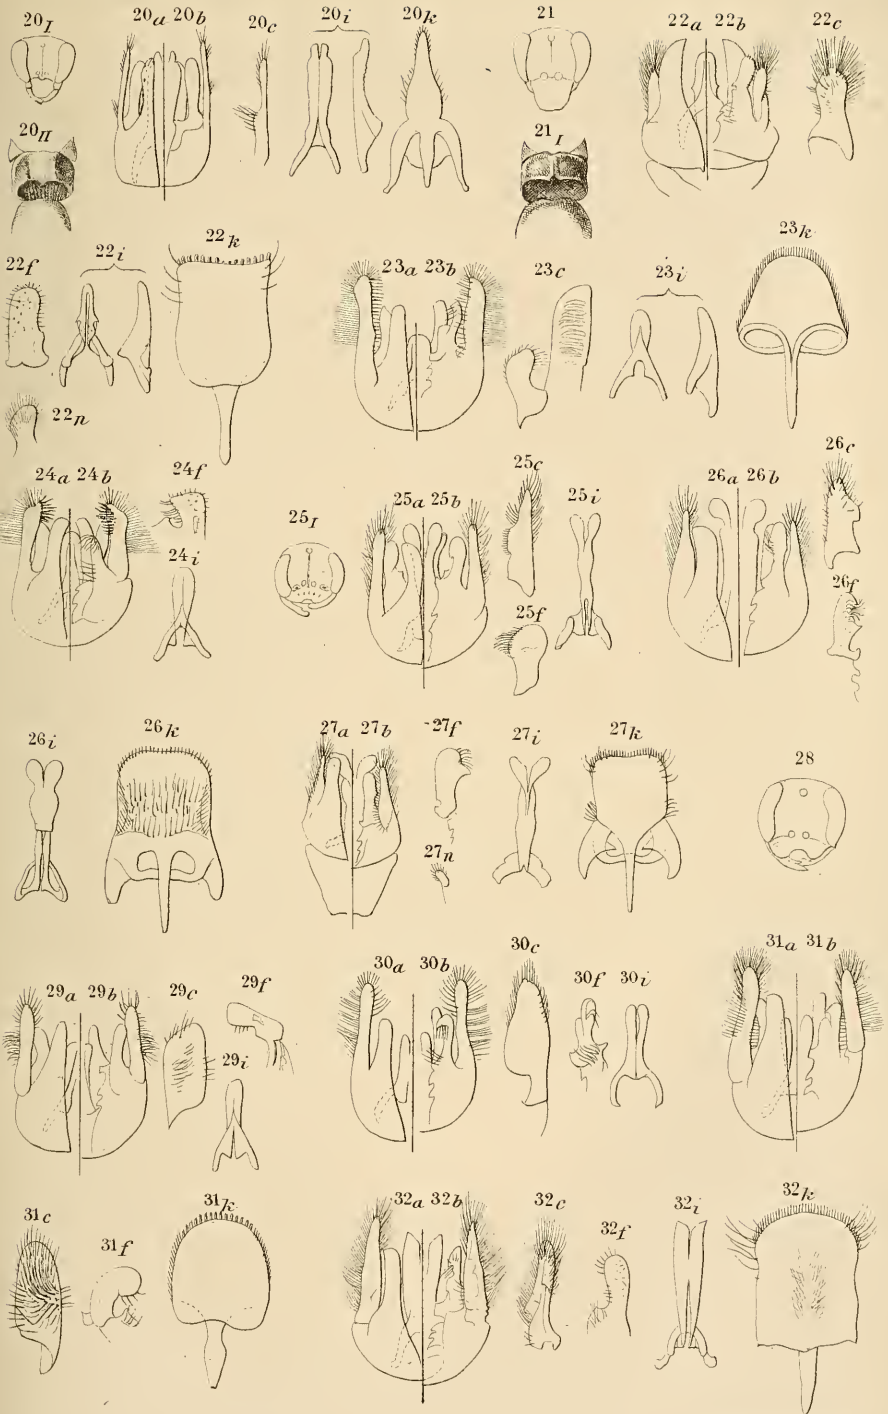 20I 20a 20b 20c 20i 20k 21 22a 22b 22c
20II 21I
22f 22i 22k 23a 23b 23c 23i 23k
22n
24a 24b 24f 25c 26c
25I 25a 25b 25i 26a 26b
24i
25f 26f
26i 26k 27a 27b 27f 27i 27k 28
27n
29a 29b 29c 29f 30a 30b 30c 30f 30i 31a 31b
29i
31c 31f 31k 32a 32b 32c 32f 32i 32k